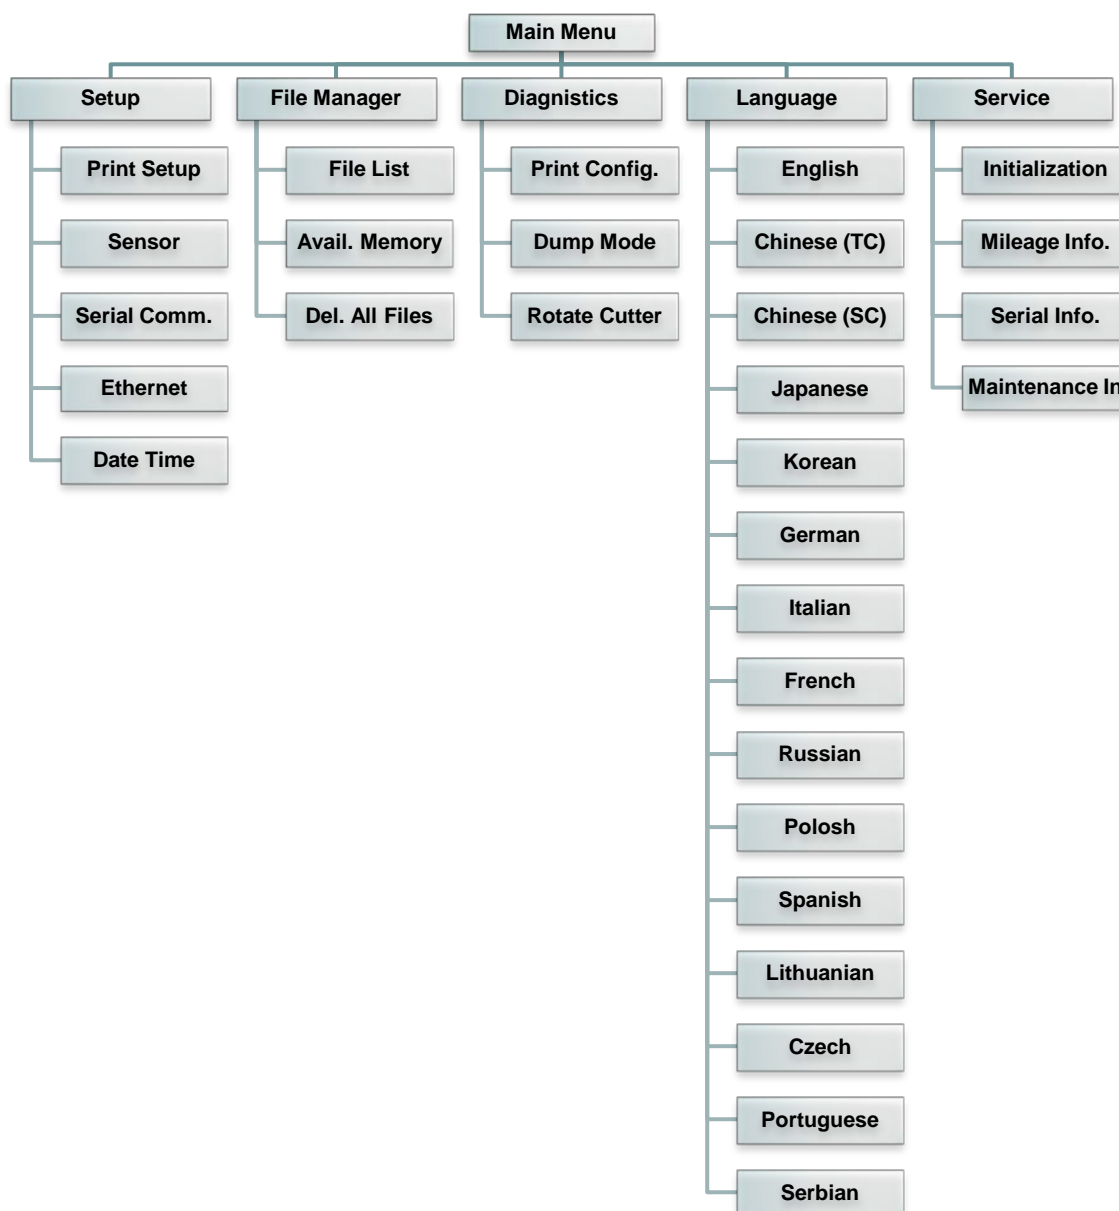 Main Menu
Setup
File Manager
Diagnistics
Language
Service
Print Setup
Sensor
Serial Comm.
Ethernet
Date Time
File List
Avail. Memory
Del. All Files
Print Config.
Dump Mode
Rotate Cutter
English
Chinese (TC)
Chinese (SC)
Japanese
Korean
German
Italian
French
Russian
Polosh
Spanish
Lithuanian
Czech
Portuguese
Serbian
Initialization
Mileage Info.
Serial Info.
Maintenance